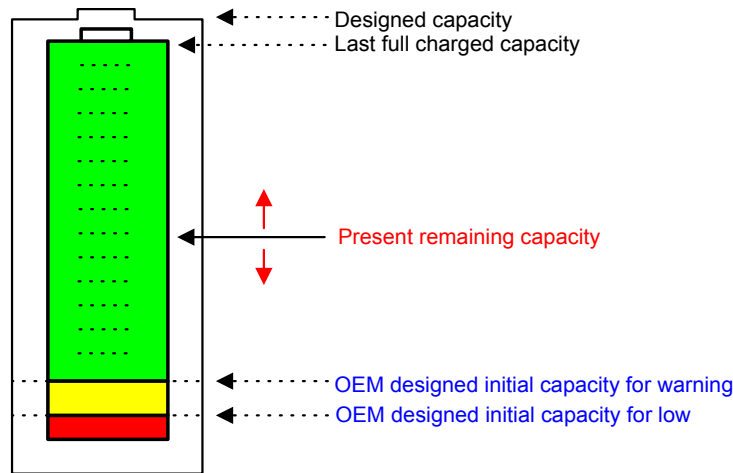 Designed capacity
Last full charged capacity
Present remaining capacity
OEM designed initial capacity for warning
OEM designed initial capacity for low